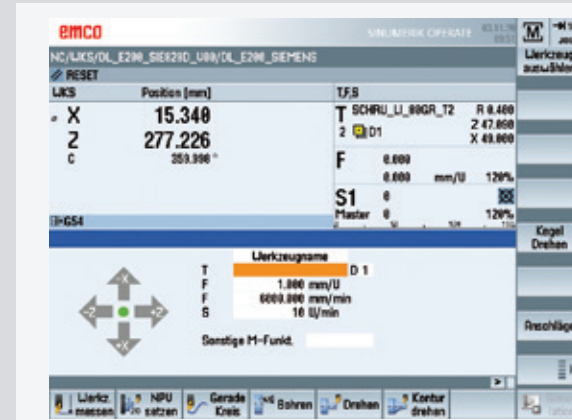 emco
SINUMERIK OPERATE
M
NC/WKS/DL_E200_SIE828D_U00/DL_E200_SIEMENS
RESET
Werkzeug
auswählen
WKS Position [mm] T,F,S
X 15.340
Z 277.226
C 359.990 °
T SCHRU_LI_80GR_T2 R 0.400
2 D1 Z 47.090
X 49.000
F 0.000
0.000 mm/U 120%
S1 0
Master 0 120%
G54
Kegel
Drehen
Werkzeugname
T D 1
F 1.000 mm/U
F 6000.000 mm/min
S 10 U/min
Sonstige M-Funkt.
-X
-Z +Z
+X
Anschläge
Werkz.
messen
NPU
setzen
Gerade
Kreis
Bohren
Drehen
Kontur
drehen